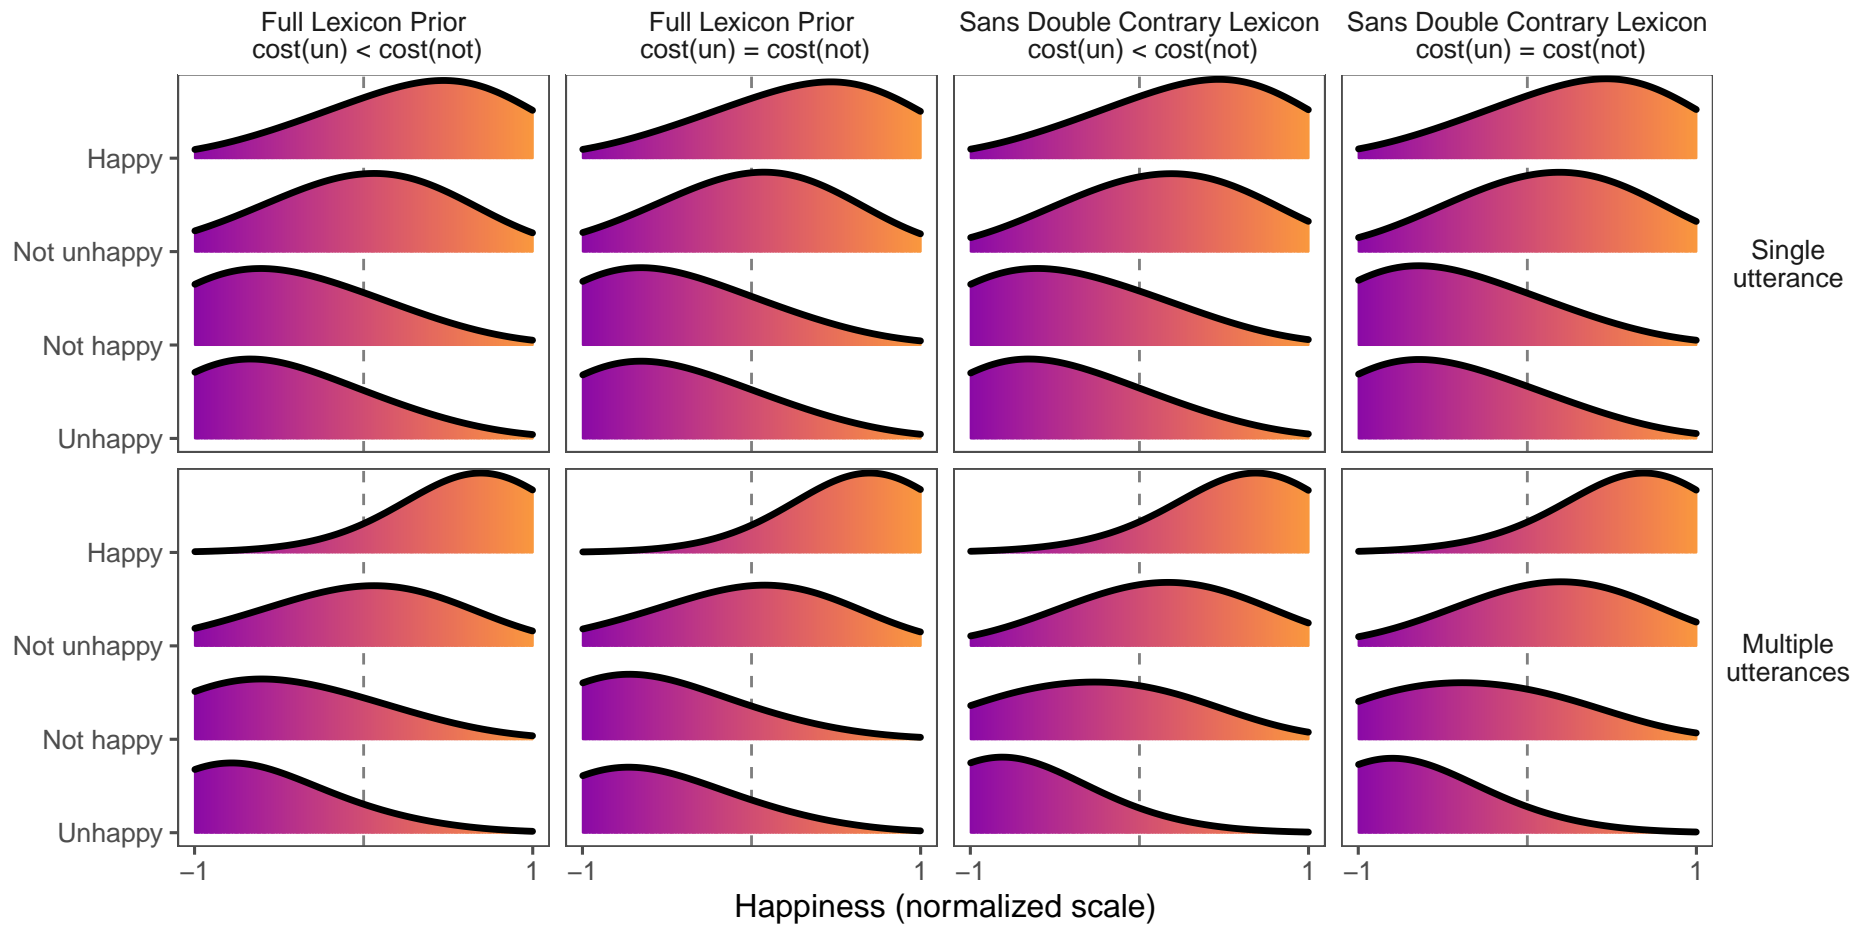 Full Lexicon Prior
cost(un) < cost(not)
Full Lexicon Prior
cost(un) = cost(not)
Sans Double Contrary Lexicon
cost(un) < cost(not)
Sans Double Contrary Lexicon
cost(un) = cost(not)
Happy
Not unhappy
Not happy
Unhappy
Single
utterance
Happy
Not unhappy
Not happy
Unhappy
Multiple
utterances
−1
1
−1
1
−1
1
−1
1
Happiness (normalized scale)